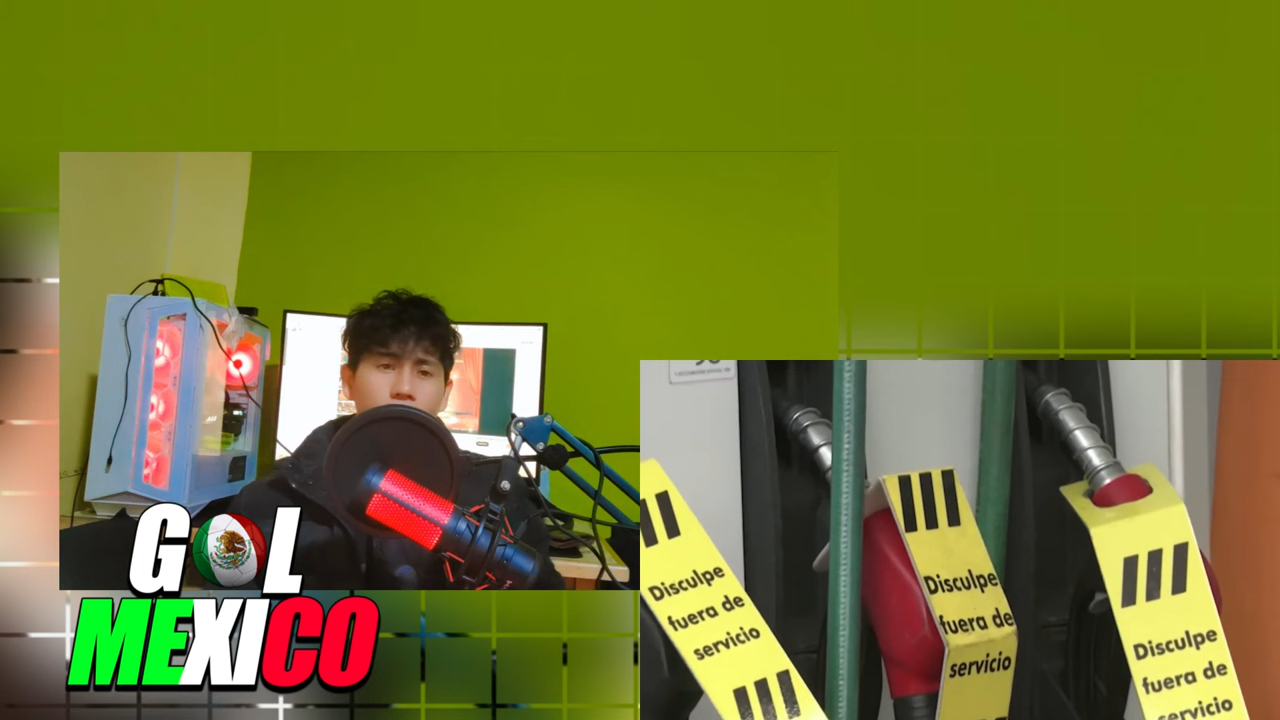 GOL
MEXICO
Disculpe
fuera de
servicio
Disculpe
fuera de
servicio
Disculpe
fuera de
servicio